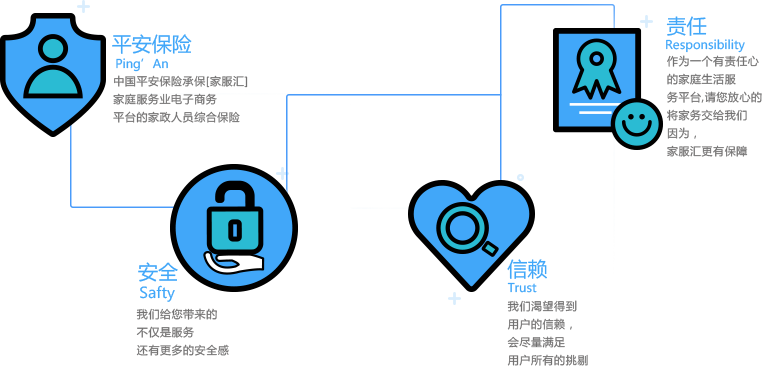 平安保险
Ping' An
中国平安保险承保[家服汇]
家庭服务业电子商务
平台的家政人员综合保险
安全
Safty
我们给您带来的
不仅是服务
还有更多的安全感
信赖
Trust
我们渴望得到
用户的信赖，
会尽量满足
用户所有的挑剔
责任
Responsibility
作为一个有责任心
的家庭生活服
务平台,请您放心的
将家务交给我们
因为，
家服汇更有保障